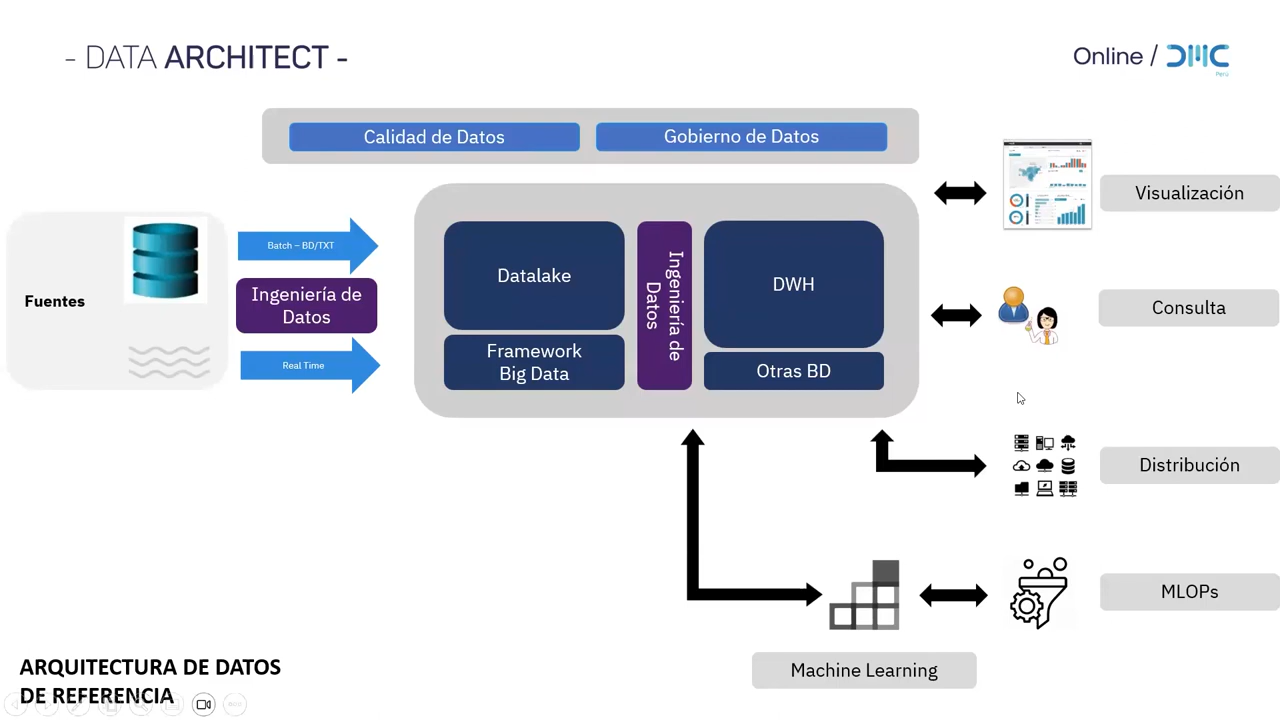 - DATA ARCHITECT -
Online / DMC
Perú
Calidad de Datos
Gobierno de Datos
Fuentes
Batch – BD/TXT
Ingeniería de
Datos
Real Time
Datalake
Framework
Big Data
Ingeniería de
Datos
DWH
Otras BD
Visualización
Consulta
Distribución
MLOPs
Machine Learning
ARQUITECTURA DE DATOS
DE REFERENCIA